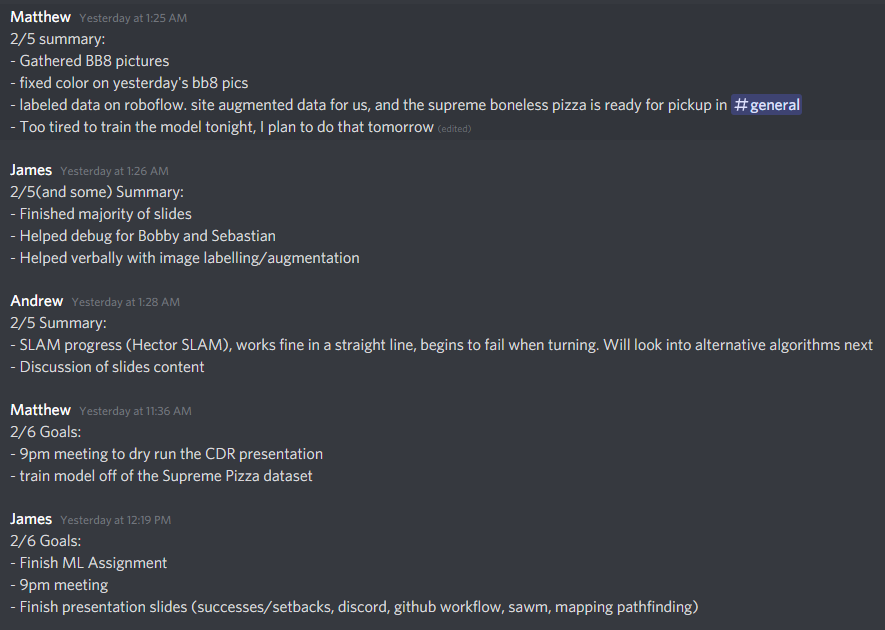 Matthew Yesterday at 1:25 AM
2/5 summary:
- Gathered BB8 pictures
- fixed color on yesterday's bb8 pics
- labeled data on roboflow. site augmented data for us, and the supreme boneless pizza is ready for pickup in #general
- Too tired to train the model tonight, I plan to do that tomorrow (edited)
James Yesterday at 1:26 AM
2/5(and some) Summary:
- Finished majority of slides
- Helped debug for Bobby and Sebastian
- Helped verbally with image labelling/augmentation
Andrew Yesterday at 1:28 AM
2/5 Summary:
- SLAM progress (Hector SLAM), works fine in a straight line, begins to fail when turning. Will look into alternative algorithms next
- Discussion of slides content
Matthew Yesterday at 11:36 AM
2/6 Goals:
- 9pm meeting to dry run the CDR presentation
- train model off of the Supreme Pizza dataset
James Yesterday at 12:19 PM
2/6 Goals:
- Finish ML Assignment
- 9pm meeting
- Finish presentation slides (successes/setbacks, discord, github workflow, sawm, mapping pathfinding)